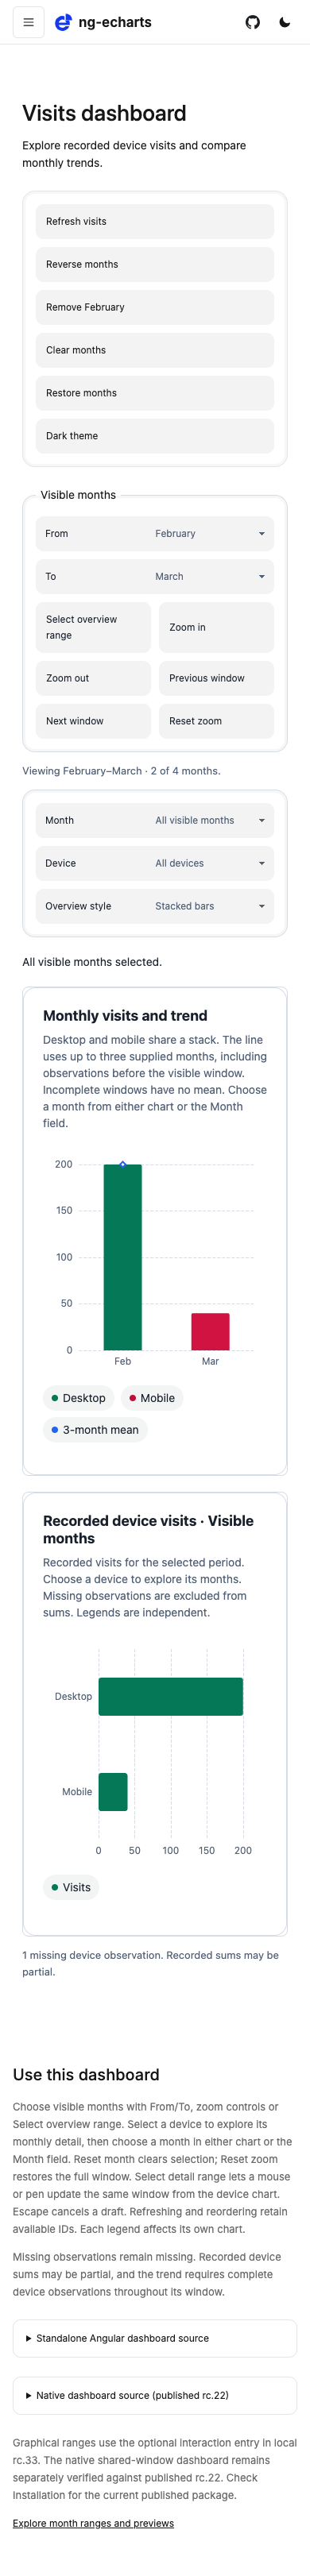 ng-echarts
Visits dashboard
Explore recorded device visits and compare
monthly trends.
Refresh visits
Reverse months
Remove February
Clear months
Restore months
Dark theme
Visible months
From February
To March
Select overview
range
Zoom in
Zoom out
Previous window
Next window
Reset zoom
Viewing February–March · 2 of 4 months.
Month All visible months
Device All devices
Overview style Stacked bars
All visible months selected.
Monthly visits and trend
Desktop and mobile share a stack. The line
uses up to three supplied months, including
observations before the visible window.
Incomplete windows have no mean. Choose
a month from either chart or the Month
field.
200
150
100
50
0
Feb Mar
Desktop Mobile
3-month mean
Recorded device visits · Visible
months
Recorded visits for the selected period.
Choose a device to explore its months.
Missing observations are excluded from
sums. Legends are independent.
Desktop
Mobile
0 50 100 150 200
Visits
1 missing device observation. Recorded sums may be
partial.
Use this dashboard
Choose visible months with From/To, zoom controls or
Select overview range. Select a device to explore its
monthly detail, then choose a month in either chart or the
Month field. Reset month clears selection; Reset zoom
restores the full window. Select detail range lets a mouse
or pen update the same window from the device chart.
Escape cancels a draft. Refreshing and reordering retain
available IDs. Each legend affects its own chart.
Missing observations remain missing. Recorded device
sums may be partial, and the trend requires complete
device observations throughout its window.
Standalone Angular dashboard source
Native dashboard source (published rc.22)
Graphical ranges use the optional interaction entry in local
rc.33. The native shared-window dashboard remains
separately verified against published rc.22. Check
Installation for the current published package.
Explore month ranges and previews